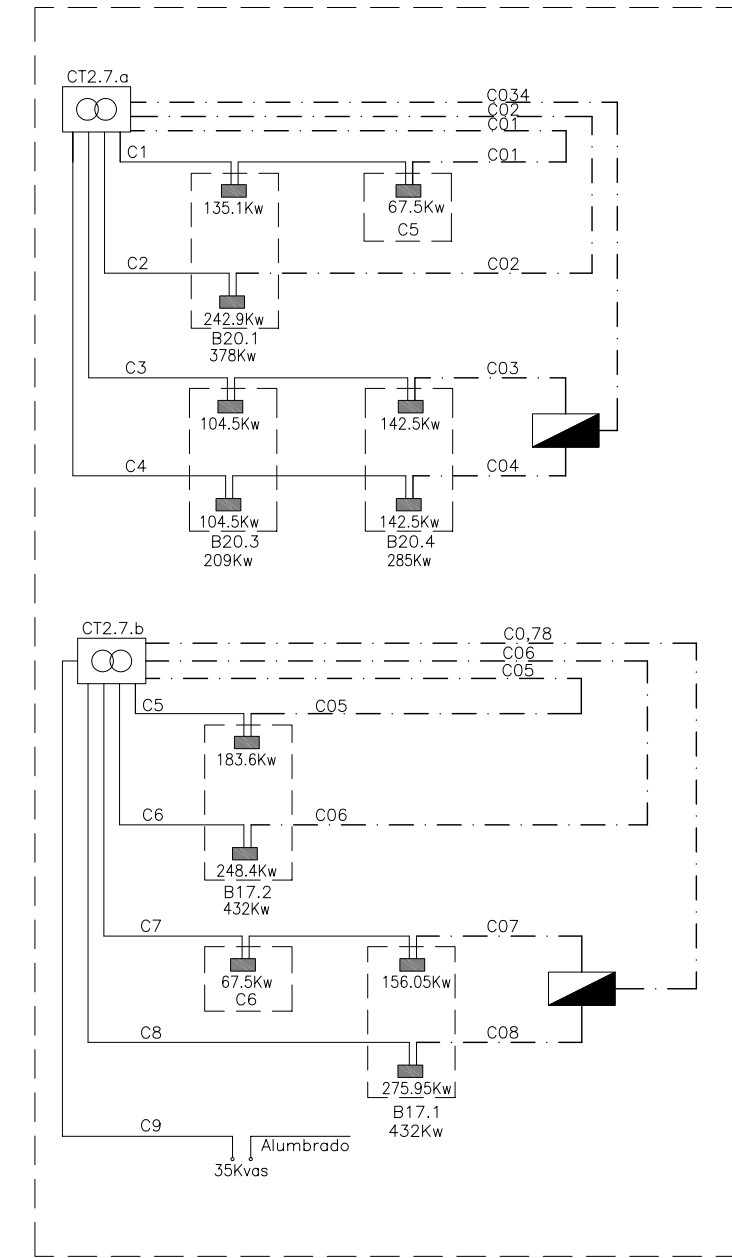 CT2.7.a
C034
C02
C01
C1
C01
135.1Kw
67.5Kw
C5
C2
C02
242.9Kw
B20.1
378Kw
C3
C03
104.5Kw
142.5Kw
C4
C04
104.5Kw
142.5Kw
B20.3
B20.4
209Kw
285Kw
CT2.7.b
C0,78
C06
C05
C5
C05
183.6Kw
C6
C06
248.4Kw
B17.2
432Kw
C7
C07
67.5Kw
156.05Kw
C6
C8
C08
275.95Kw
B17.1
432Kw
C9
Alumbrado
35Kvas